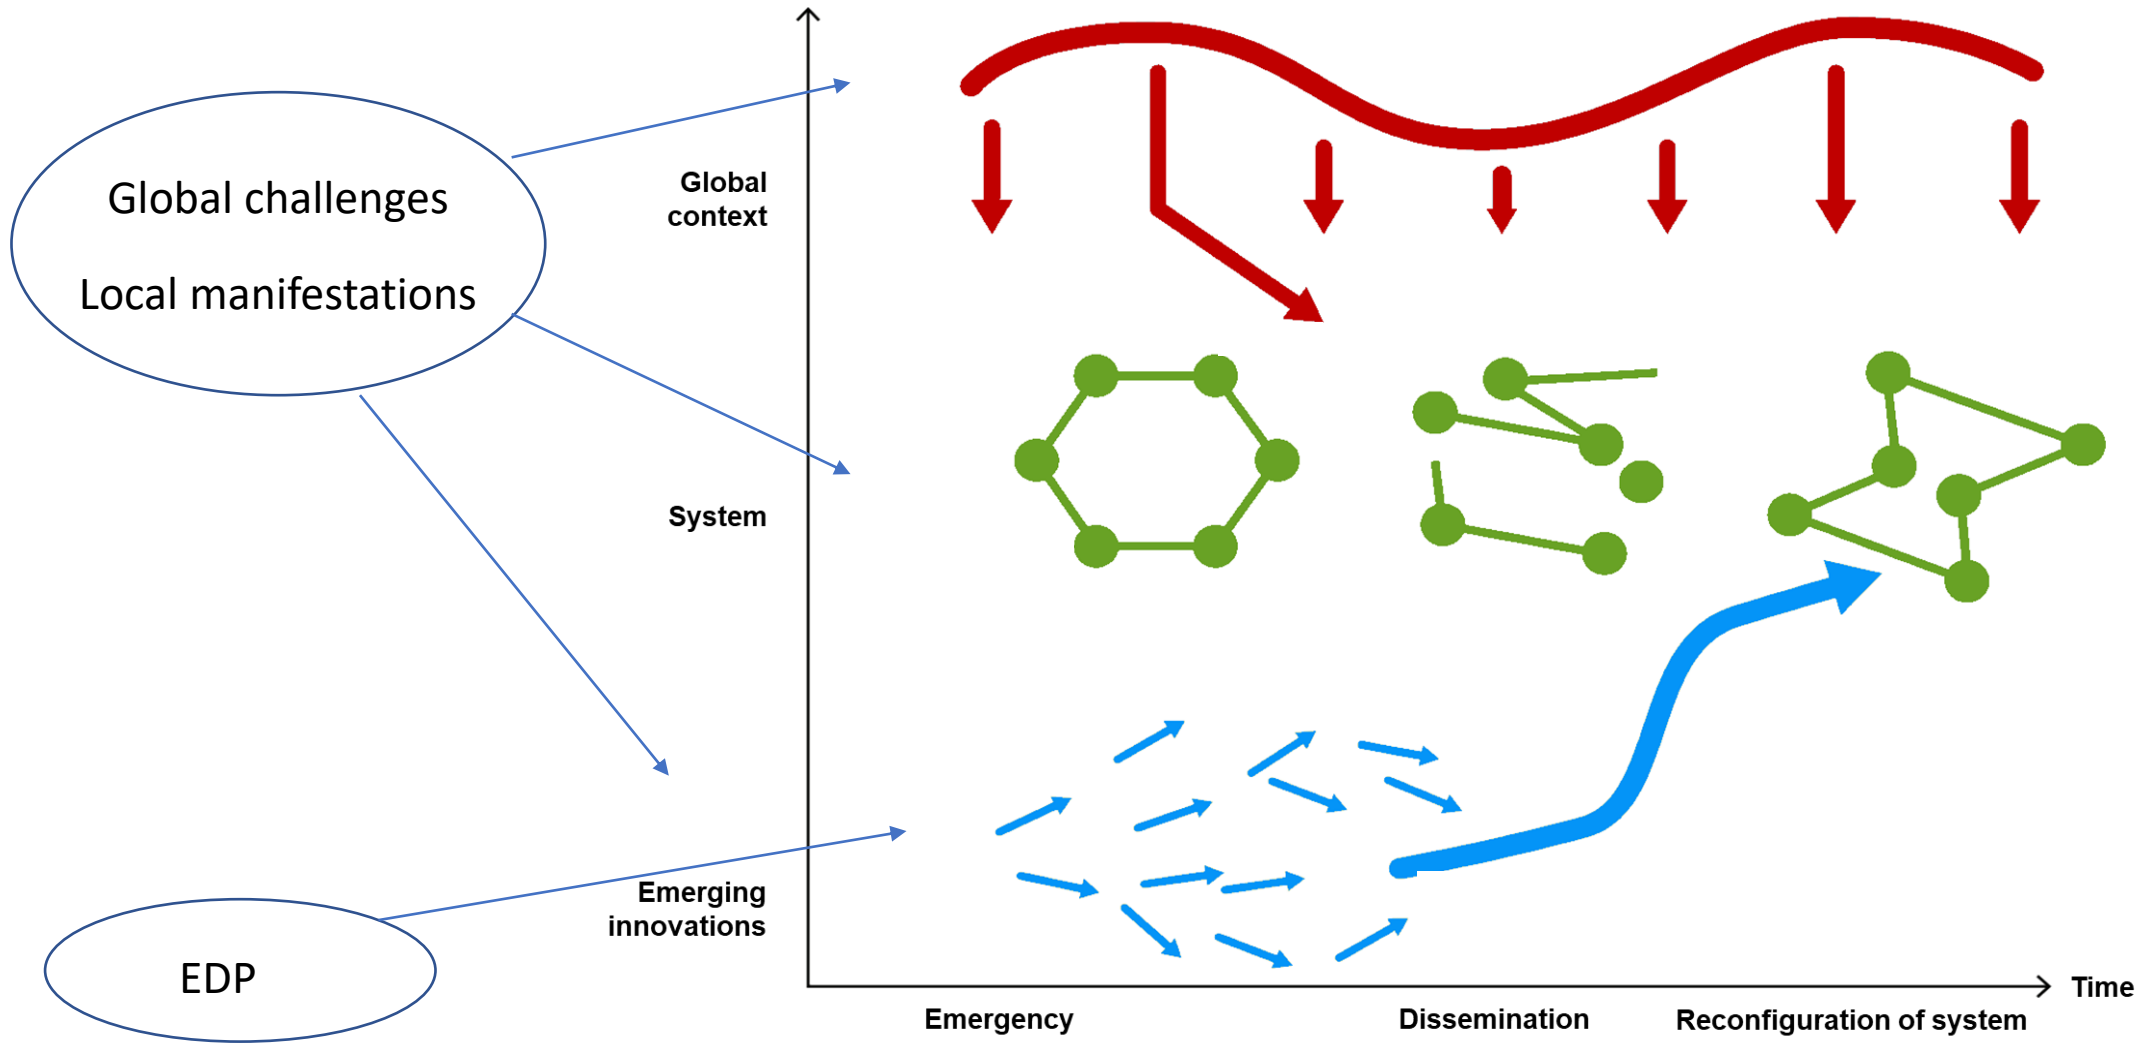 Global challenges
Local manifestations
EDP
Global
context
System
Emerging
innovations
Time
Emergency
Dissemination
Reconfiguration of system